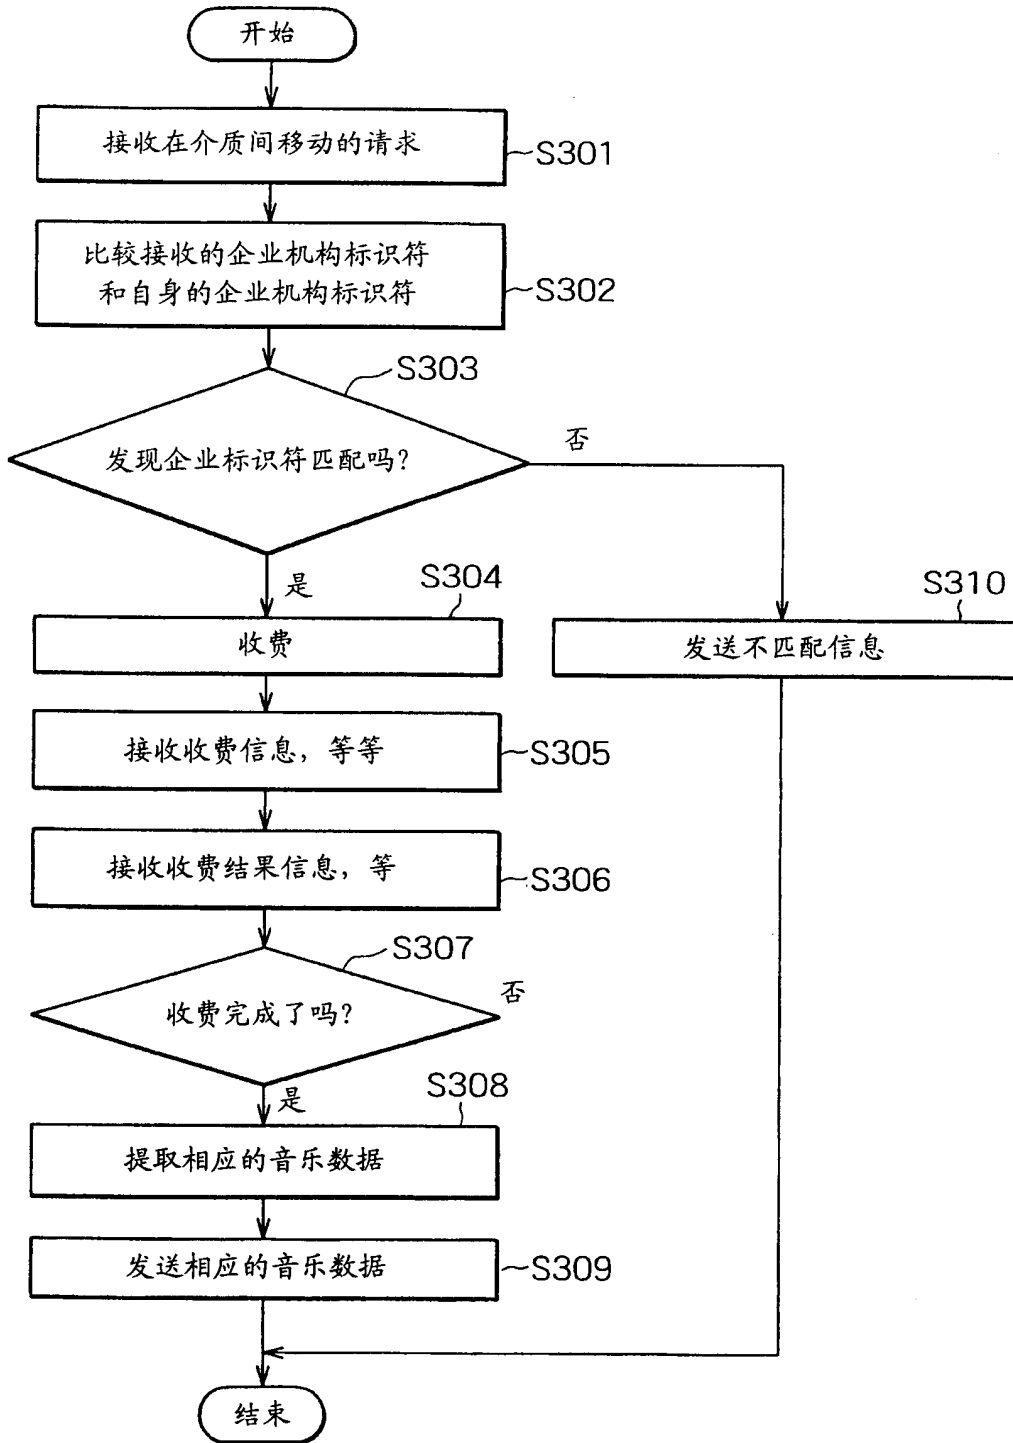 开始
接收在介质间移动的请求
S301
比较接收的企业机构标识符
和自身的企业机构标识符
S302
S303
发现企业标识符匹配吗?
否
是
S304
收费
S310
发送不匹配信息
接收收费信息，等等
S305
接收收费结果信息，等
S306
S307
收费完成了吗?
否
是
S308
提取相应的音乐数据
发送相应的音乐数据
S309
结束